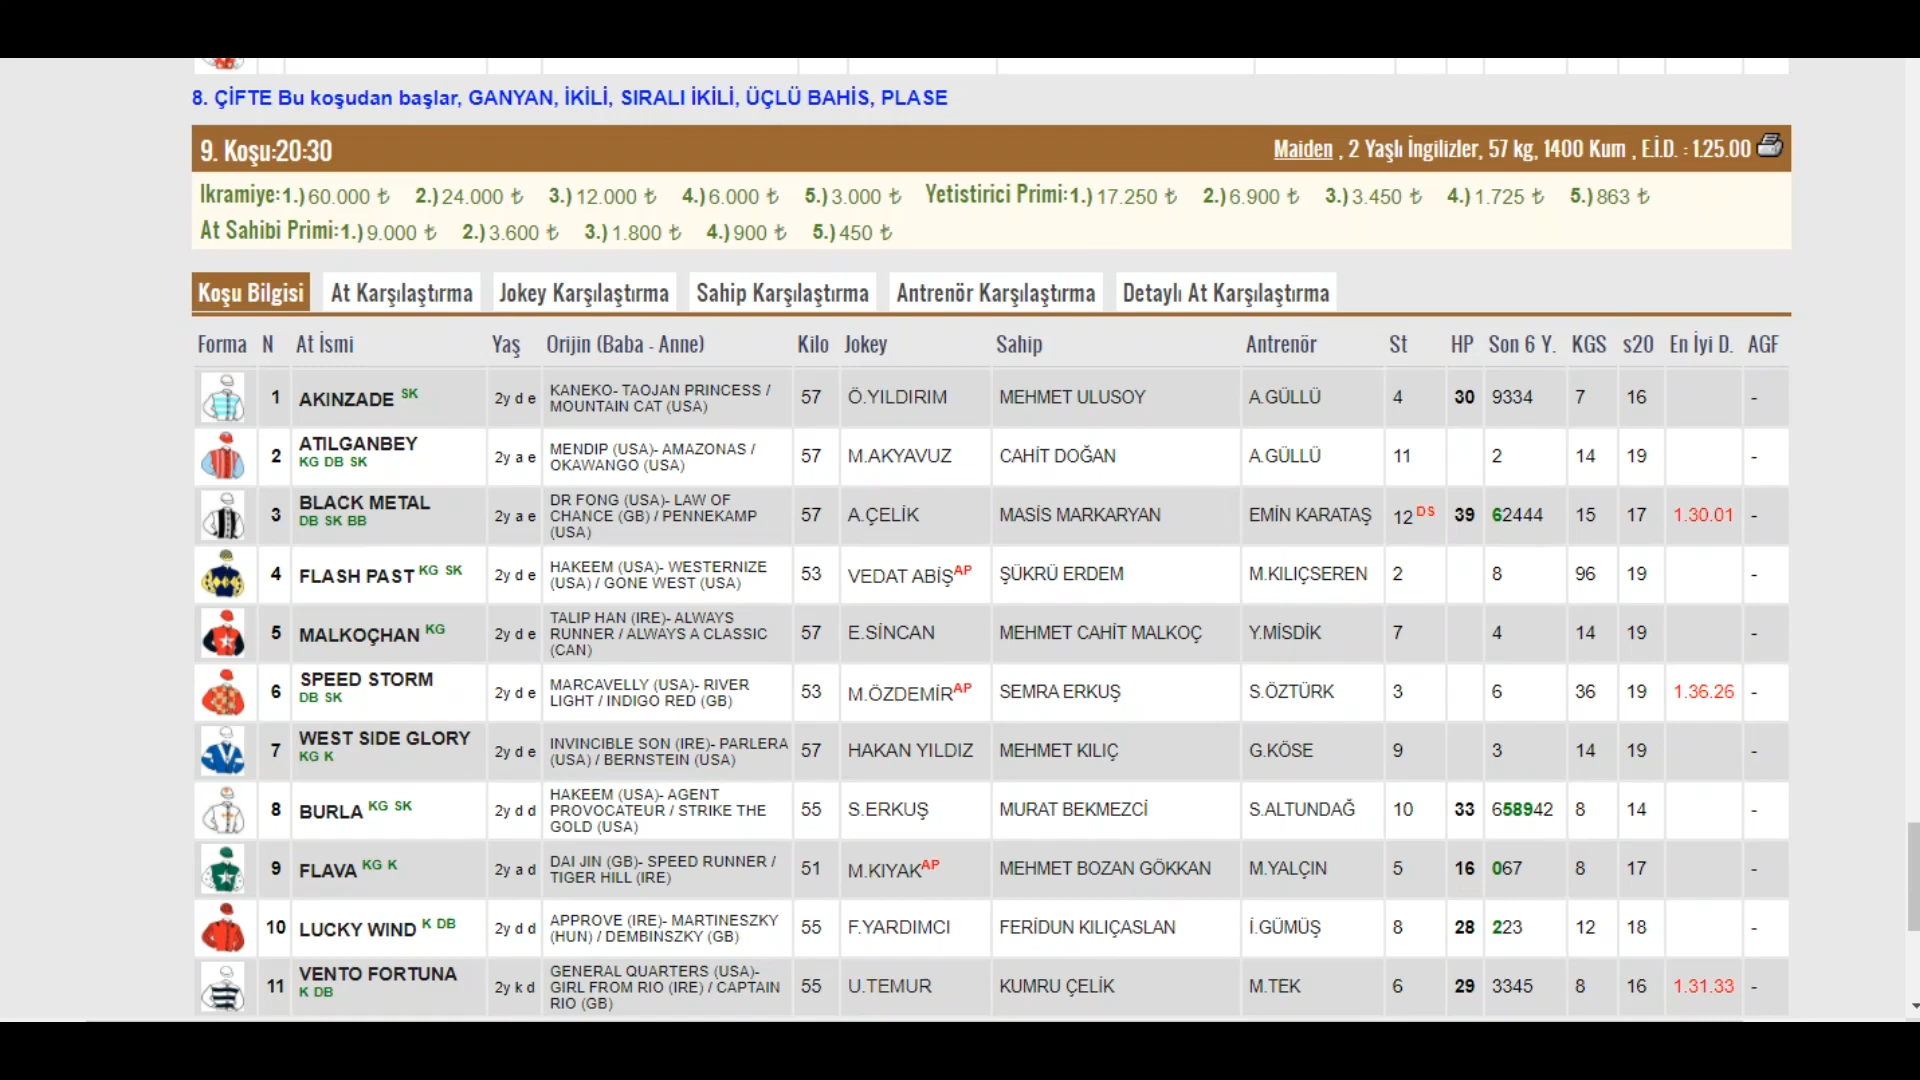 8. ÇİFTE Bu koşudan başlar, GANYAN, İKİLİ, SIRALI İKİLİ, ÜÇLÜ BAHİS, PLASE
9. Koşu:20:30 Maiden , 2 Yaşlı İngilizler, 57 kg, 1400 Kum , E.İ.D. : 1.25.00
Ikramiye:1.) 60.000 ₺ 2.) 24.000 ₺ 3.) 12.000 ₺ 4.) 6.000 ₺ 5.) 3.000 ₺ Yetistirici Primi:1.) 17.250 ₺ 2.) 6.900 ₺ 3.) 3.450 ₺ 4.) 1.725 ₺ 5.) 863 ₺
At Sahibi Primi:1.) 9.000 ₺ 2.) 3.600 ₺ 3.) 1.800 ₺ 4.) 900 ₺ 5.) 450 ₺
Koşu Bilgisi At Karşılaştırma Jokey Karşılaştırma Sahip Karşılaştırma Antrenör Karşılaştırma Detaylı At Karşılaştırma
Forma N At İsmi Yaş Orijin (Baba - Anne) Kilo Jokey Sahip Antrenör St HP Son 6 Y. KGS s20 En İyi D. AGF
1 AKINZADE SK 2y d e KANEKO- TAOJAN PRINCESS / MOUNTAIN CAT (USA) 57 Ö.YILDIRIM MEHMET ULUSOY A.GÜLLÜ 4 30 9334 7 16 -
2 ATILGANBEY KG DB SK 2y a e MENDIP (USA)- AMAZONAS / OKAWANGO (USA) 57 M.AKYAVUZ CAHİT DOĞAN A.GÜLLÜ 11 2 14 19 -
3 BLACK METAL DB SK BB 2y a e DR FONG (USA)- LAW OF CHANCE (GB) / PENNEKAMP (USA) 57 A.ÇELİK MASİS MARKARYAN EMİN KARATAŞ 12 DS 39 62444 15 17 1.30.01 -
4 FLASH PAST KG SK 2y d e HAKEEM (USA)- WESTERNIZE (USA) / GONE WEST (USA) 53 VEDAT ABİŞ AP ŞÜKRÜ ERDEM M.KILIÇSEREN 2 8 96 19 -
5 MALKOÇHAN KG 2y d e TALIP HAN (IRE)- ALWAYS RUNNER / ALWAYS A CLASSIC (CAN) 57 E.SİNCAN MEHMET CAHİT MALKOÇ Y.MİSDİK 7 4 14 19 -
6 SPEED STORM DB SK 2y d e MARCAVELLY (USA)- RIVER LIGHT / INDIGO RED (GB) 53 M.ÖZDEMİR AP SEMRA ERKUŞ S.ÖZTÜRK 3 6 36 19 1.36.26 -
7 WEST SIDE GLORY KG K 2y d e INVINCIBLE SON (IRE)- PARLERA (USA) / BERNSTEIN (USA) 57 HAKAN YILDIZ MEHMET KILIÇ G.KÖSE 9 3 14 19 -
8 BURLA KG SK 2y d d HAKEEM (USA)- AGENT PROVOCATEUR / STRIKE THE GOLD (USA) 55 S.ERKUŞ MURAT BEKMEZCİ S.ALTUNDAĞ 10 33 658942 8 14 -
9 FLAVA KG K 2y a d DAI JIN (GB)- SPEED RUNNER / TIGER HILL (IRE) 51 M.KIYAK AP MEHMET BOZAN GÖKKAN M.YALÇIN 5 16 067 8 17 -
10 LUCKY WIND K DB 2y d d APPROVE (IRE)- MARTINESZKY (HUN) / DEMBINSZKY (GB) 55 F.YARDIMCI FERİDUN KILIÇASLAN İ.GÜMÜŞ 8 28 223 12 18 -
11 VENTO FORTUNA K DB 2y k d GENERAL QUARTERS (USA)- GIRL FROM RIO (IRE) / CAPTAIN RIO (GB) 55 U.TEMUR KUMRU ÇELİK M.TEK 6 29 3345 8 16 1.31.33 -